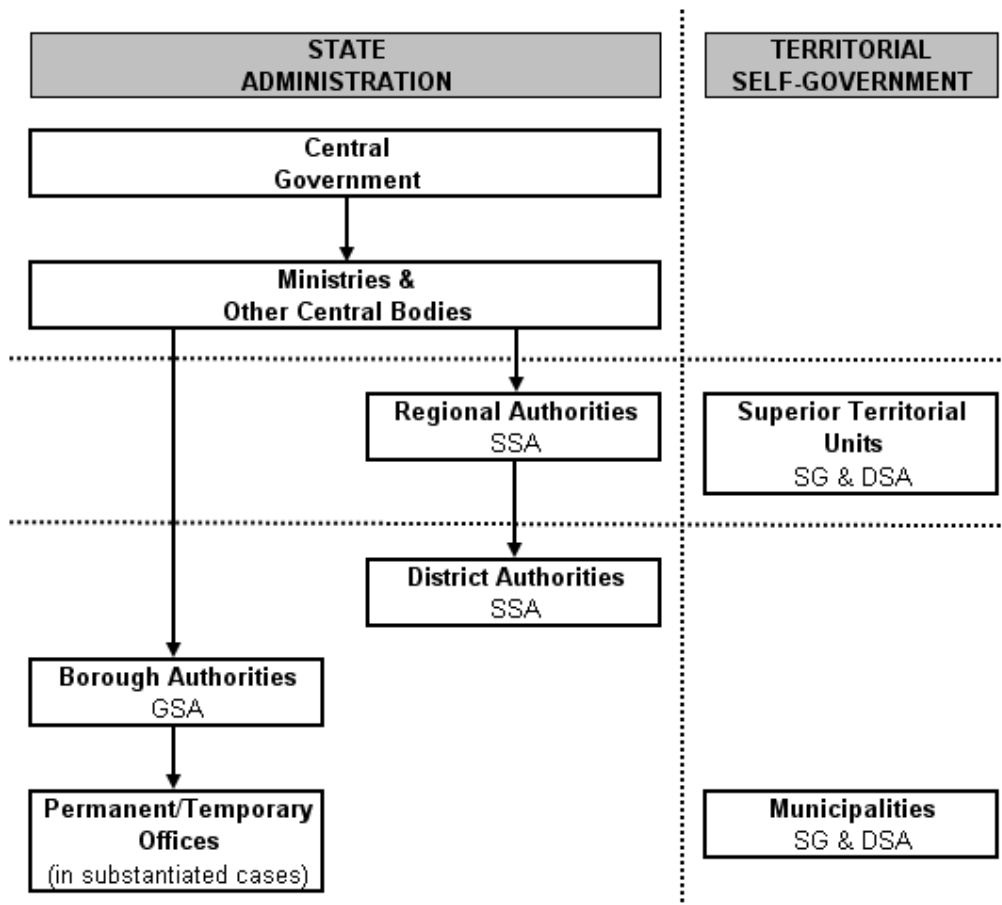 STATE
ADMINISTRATION
TERRITORIAL
SELF-GOVERNMENT
Central
Government
Ministries &
Other Central Bodies
Regional Authorities
SSA
Superior Territorial
Units
SG & DSA
District Authorities
SSA
Borough Authorities
GSA
Permanent/Temporary
Offices
(in substantiated cases)
Municipalities
SG & DSA